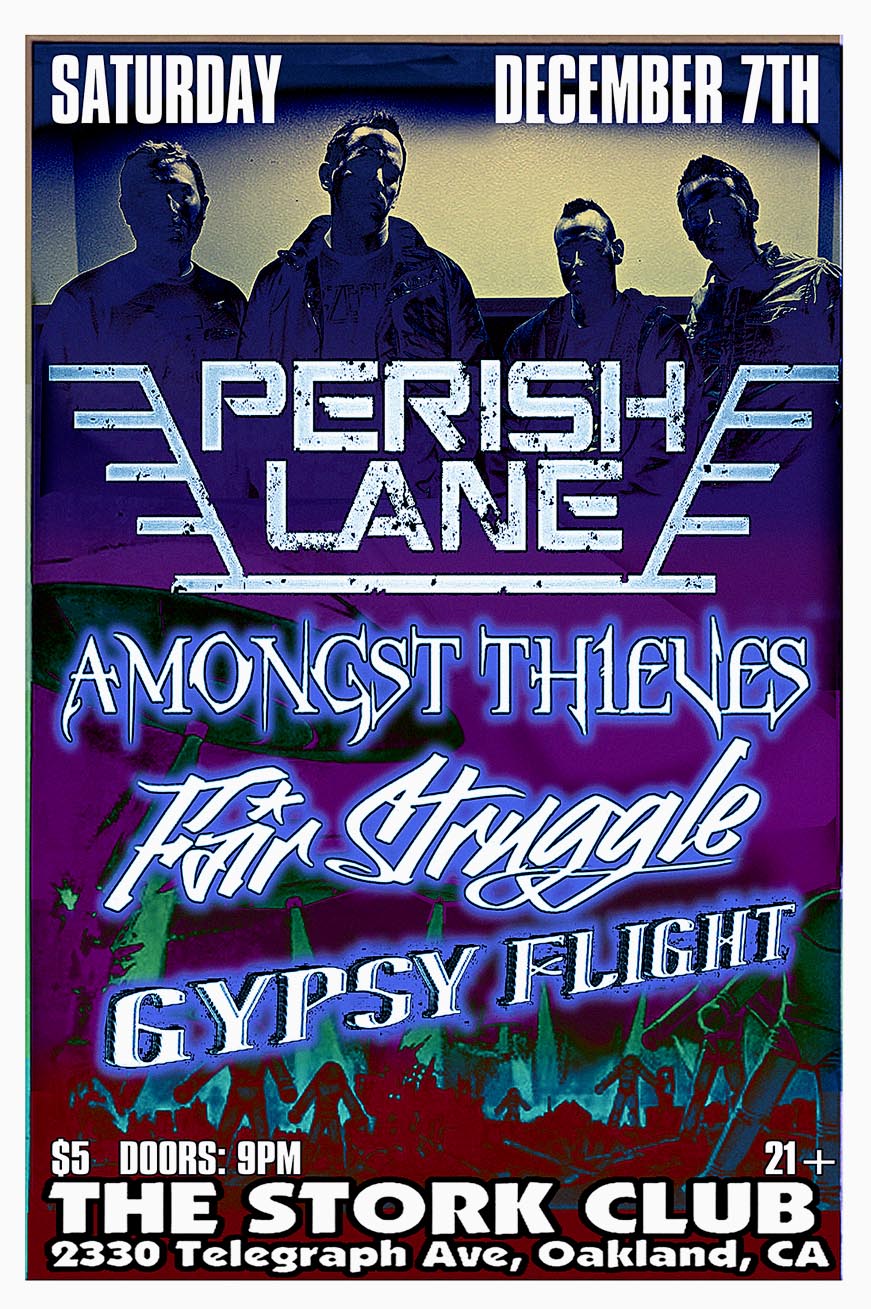 SATURDAY DECEMBER 7TH
PERISH
LANE
AMONGST TH1EVES
Fair Struggle
GYPSY FLIGHT
$5 DOORS: 9PM 21+
THE STORK CLUB
2330 Telegraph Ave, Oakland, CA